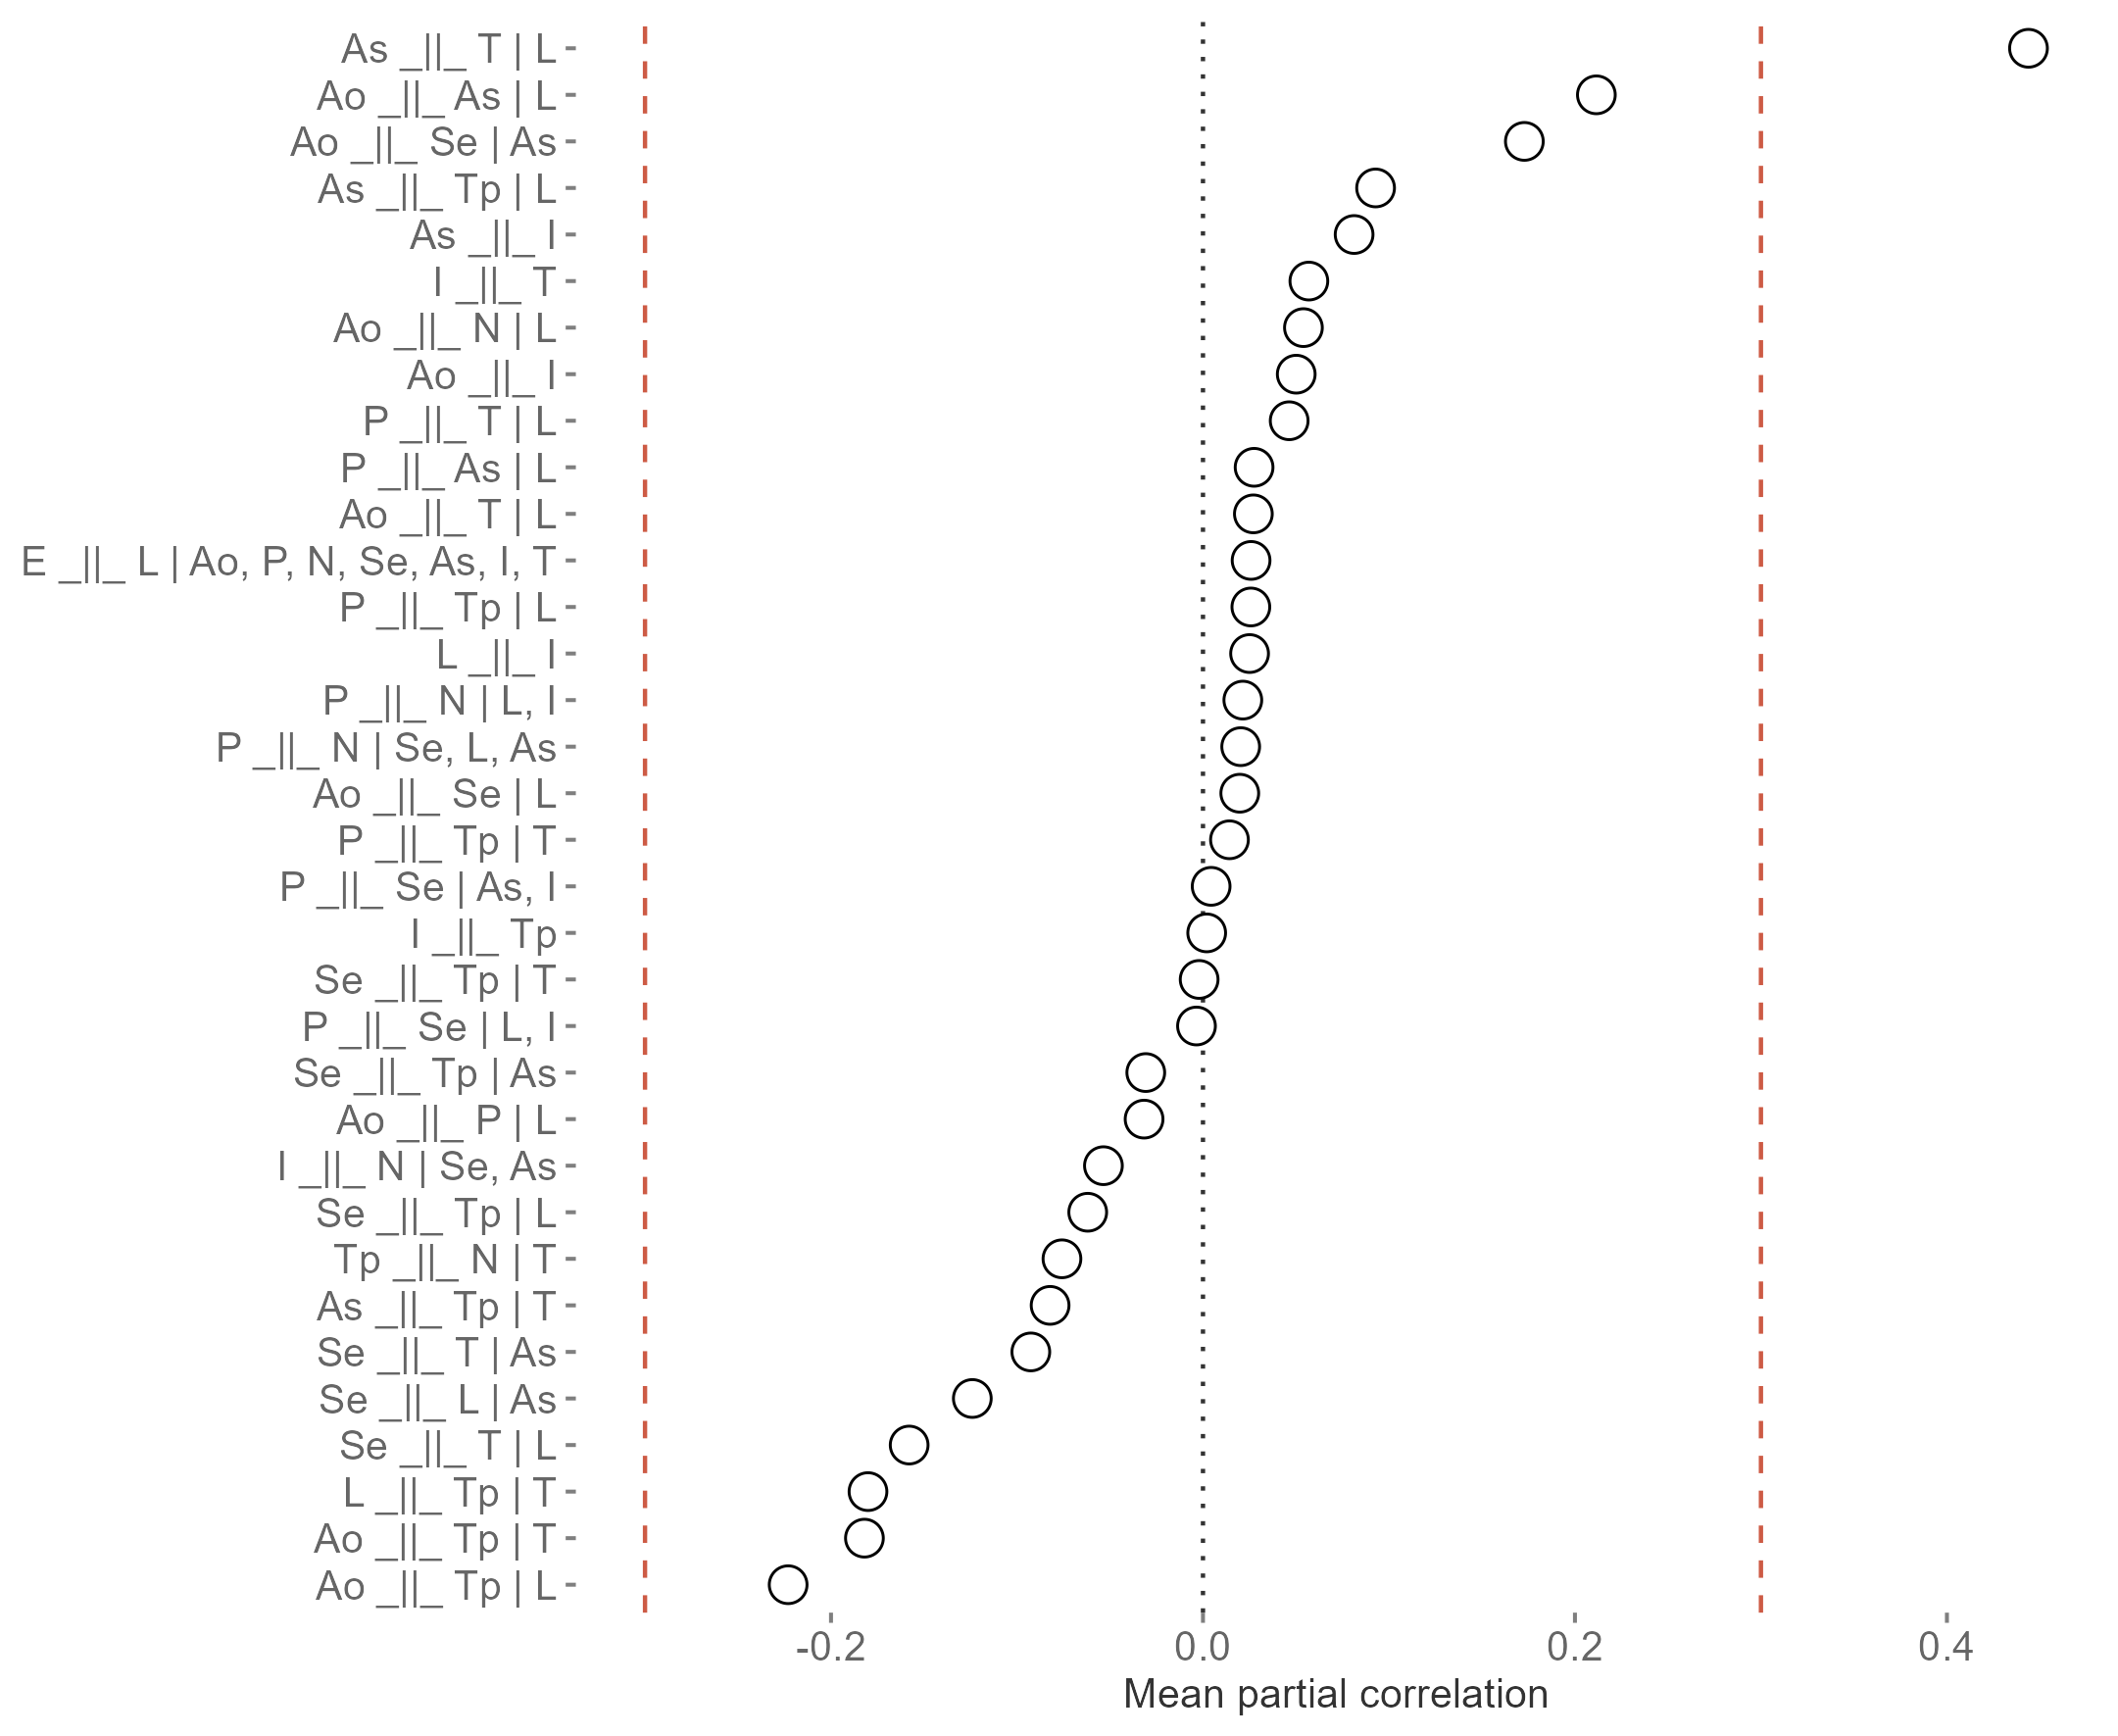 As _||_ T | L
Ao _||_ As | L
Ao _||_ Se | As
As _||_ Tp | L
As _||_ I
I _||_ T
Ao _||_ N | L
Ao _||_ I
P _||_ T | L
P _||_ As | L
Ao _||_ T | L
E _||_ L | Ao, P, N, Se, As, I, T
P _||_ Tp | L
L _||_ I
P _||_ N | L, I
P _||_ N | Se, L, As
Ao _||_ Se | L
P _||_ Tp | T
P _||_ Se | As, I
I _||_ Tp
Se _||_ Tp | T
P _||_ Se | L, I
Se _||_ Tp | As
Ao _||_ P | L
I _||_ N | Se, As
Se _||_ Tp | L
Tp _||_ N | T
As _||_ Tp | T
Se _||_ T | As
Se _||_ L | As
Se _||_ T | L
L _||_ Tp | T
Ao _||_ Tp | T
Ao _||_ Tp | L
-0.2 0.0 0.2 0.4
Mean partial correlation